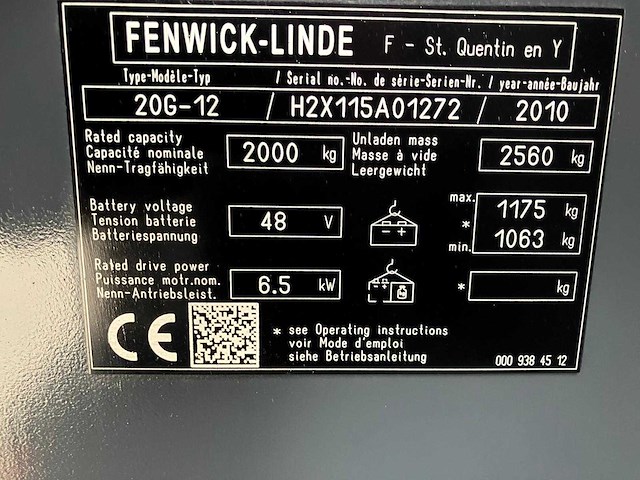 FENWICK-LINDE F - St. Quentin en Y
Type-Modèle-Typ / Serial no.-No. de série-Serien-Nr. / year-année-Baujahr
20G-12 / H2X115A01272 / 2010
Rated capacity
Capacité nominale
Nenn-Tragfähigkeit
2000 kg
Unladen mass
Masse à vide
Leergewicht
2560 kg
Battery voltage
Tension batterie
Batteriespannung
48 V
- +
max.
*
min.
1175 kg
1063 kg
Rated drive power
Puissance motr.nom.
Nenn-Antriebsleist.
6.5 kW
- +
kg
* kg
CE
* see Operating instructions
voir Mode d'emploi
siehe Betriebsanleitung
000 938 45 12